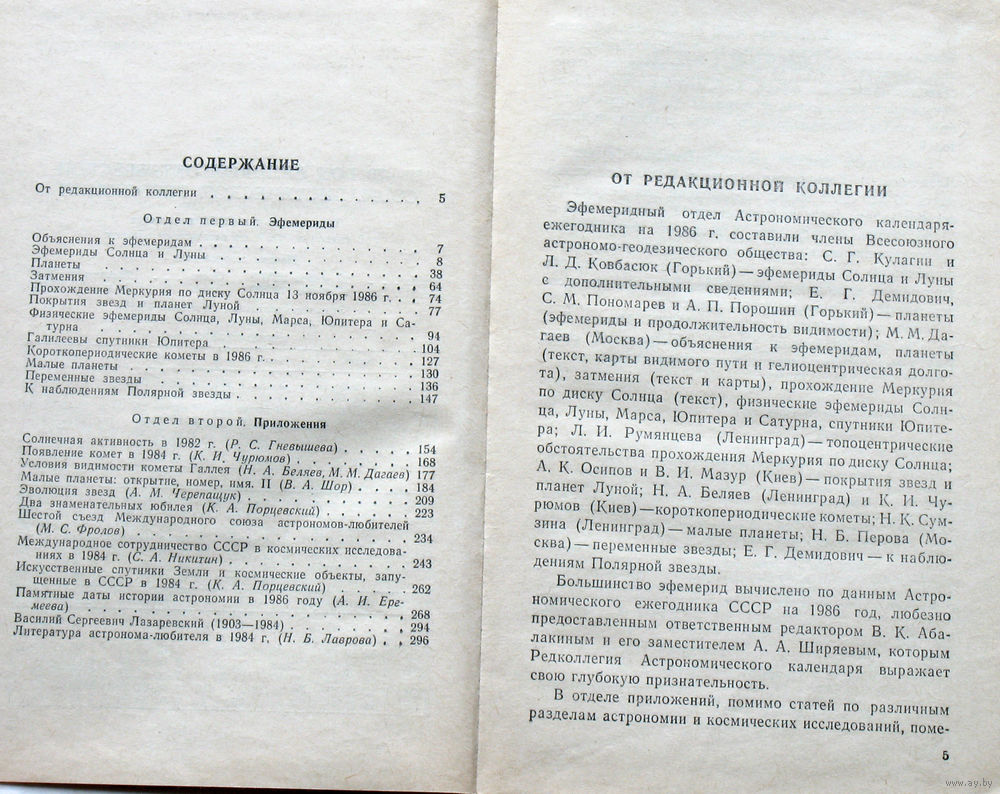 СОДЕРЖАНИЕ
От редакционной коллегии . . . . . . . . . . . . . . 5
Отдел первый. Эфемериды
Объяснения к эфемеридам . . . . . . . . . . . . . . 7
Эфемериды Солнца и Луны . . . . . . . . . . . . . . 8
Планеты . . . . . . . . . . . . . . . . . . . . . . 38
Затмения . . . . . . . . . . . . . . . . . . . . . 64
Прохождение Меркурия по диску Солнца 13 ноября 1986 г. . . 74
Покрытия звезд и планет Луной . . . . . . . . . . . 77
Физические эфемериды Солнца, Луны, Марса, Юпитера и Са-
турна . . . . . . . . . . . . . . . . . . . . . . 94
Галилеевы спутники Юпитера . . . . . . . . . . . . 104
Короткопериодические кометы в 1986 г. . . . . . . . 127
Малые планеты . . . . . . . . . . . . . . . . . . 130
Переменные звезды . . . . . . . . . . . . . . . . 136
К наблюдениям Полярной звезды . . . . . . . . . . 147
Отдел второй. Приложения
Солнечная активность в 1982 г. (Р. С. Гневышева) . . . . 154
Появление комет в 1984 г. (К. И. Чурюмов) . . . . . . 168
Условия видимости кометы Галлея (Н. А. Беляев, М. М. Дагаев) 177
Малые планеты: открытие, номер, имя. II (В. А. Шор) . . . 184
Эволюция звезд (А. М. Черепащук) . . . . . . . . . 209
Два знаменательных юбилея (К. А. Порцевский) . . . . . 223
Шестой съезд Международного союза астрономов-любителей
(М. С. Фролов) . . . . . . . . . . . . . . . . . 234
Международное сотрудничество СССР в космических исследова-
ниях в 1984 г. (С. А. Никитин) . . . . . . . . . . 243
Искусственные спутники Земли и космические объекты, запу-
щенные в СССР в 1984 г. (К. А. Порцевский) . . . . . 262
Памятные даты истории астрономии в 1986 году (А. И. Ере-
меева) . . . . . . . . . . . . . . . . . . . . . 268
Василий Сергеевич Лазаревский (1903—1984) . . . . . . 294
Литература астронома-любителя в 1984 г. (Н. Б. Лаврова) . . 296
ОТ РЕДАКЦИОННОЙ КОЛЛЕГИИ
Эфемеридный отдел Астрономического календаря-
ежегодника на 1986 г. составили члены Всесоюзного
астрономо-геодезического общества: С. Г. Кулагин и
Л. Д. Ковбасюк (Горький)—эфемериды Солнца и Луны
с дополнительными сведениями; Е. Г. Демидович,
С. М. Пономарев и А. П. Порошин (Горький)—планеты
(эфемериды и продолжительность видимости); М. М. Да-
гаев (Москва)—объяснения к эфемеридам, планеты
(текст, карты видимого пути и гелиоцентрическая долго-
та), затмения (текст и карты), прохождение Меркурия
по диску Солнца (текст), физические эфемериды Солн-
ца, Луны, Марса, Юпитера и Сатурна, спутники Юпите-
ра; Л. И. Румянцева (Ленинград)—топоцентрические
обстоятельства прохождения Меркурия по диску Солнца;
А. К. Осипов и В. И. Мазур (Киев)—покрытия звезд и
планет Луной; Н. А. Беляев (Ленинград) и К. И. Чу-
рюмов (Киев)—короткопериодические кометы; Н. К. Сум-
зина (Ленинград)—малые планеты; Н. Б. Перова (Мо-
сква)—переменные звезды; Е. Г. Демидович—к наблю-
дениям Полярной звезды.
Большинство эфемерид вычислено по данным Астро-
номического ежегодника СССР на 1986 год, любезно
предоставленным ответственным редактором В. К. Аба-
лакиным и его заместителем А. А. Ширяевым, которым
Редколлегия Астрономического календаря выражает
свою глубокую признательность.
В отделе приложений, помимо статей по различным
разделам астрономии и космических исследований, поме-
5
www.ay.by